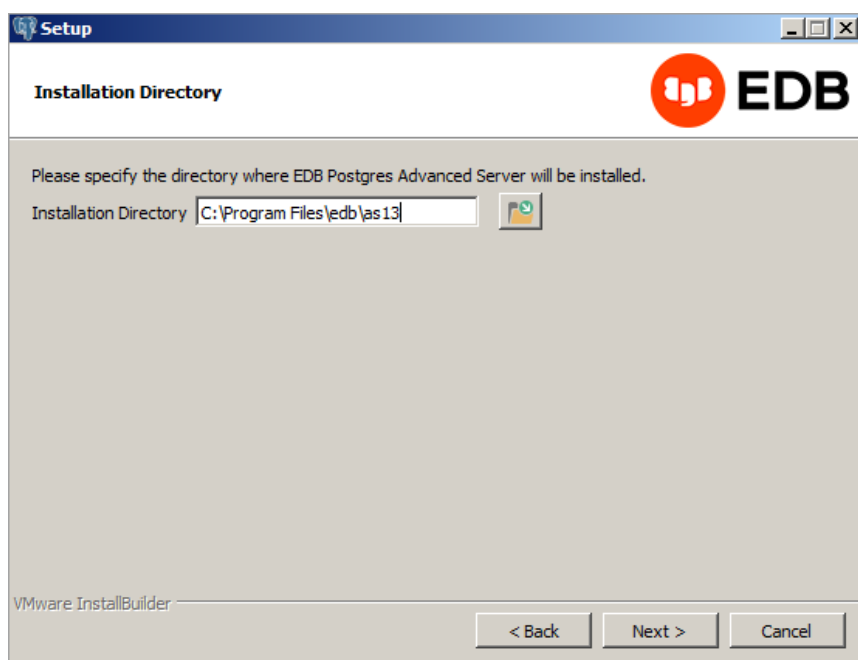 Setup
Installation Directory
EDB
Please specify the directory where EDB Postgres Advanced Server will be installed.
Installation Directory C:\Program Files\edb\as13
VMware InstallBuilder
< Back Next > Cancel